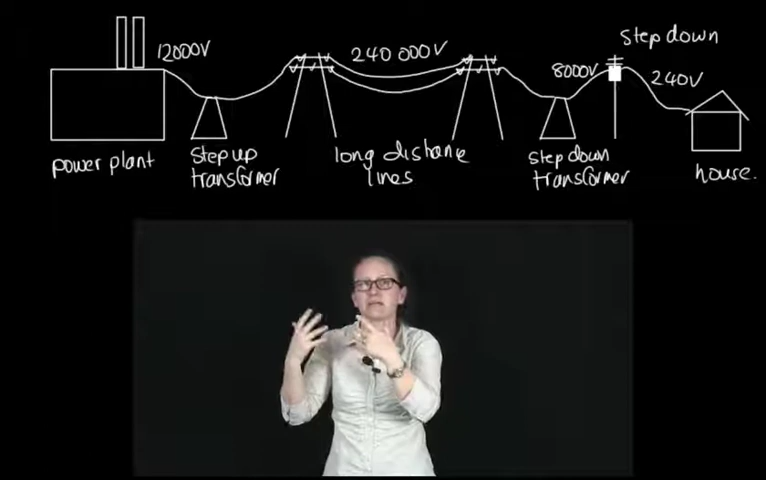 step down
12000V
240 000V
8000V
240V
power plant
Step up
transformer
long distance
lines
step down
transformer
house.